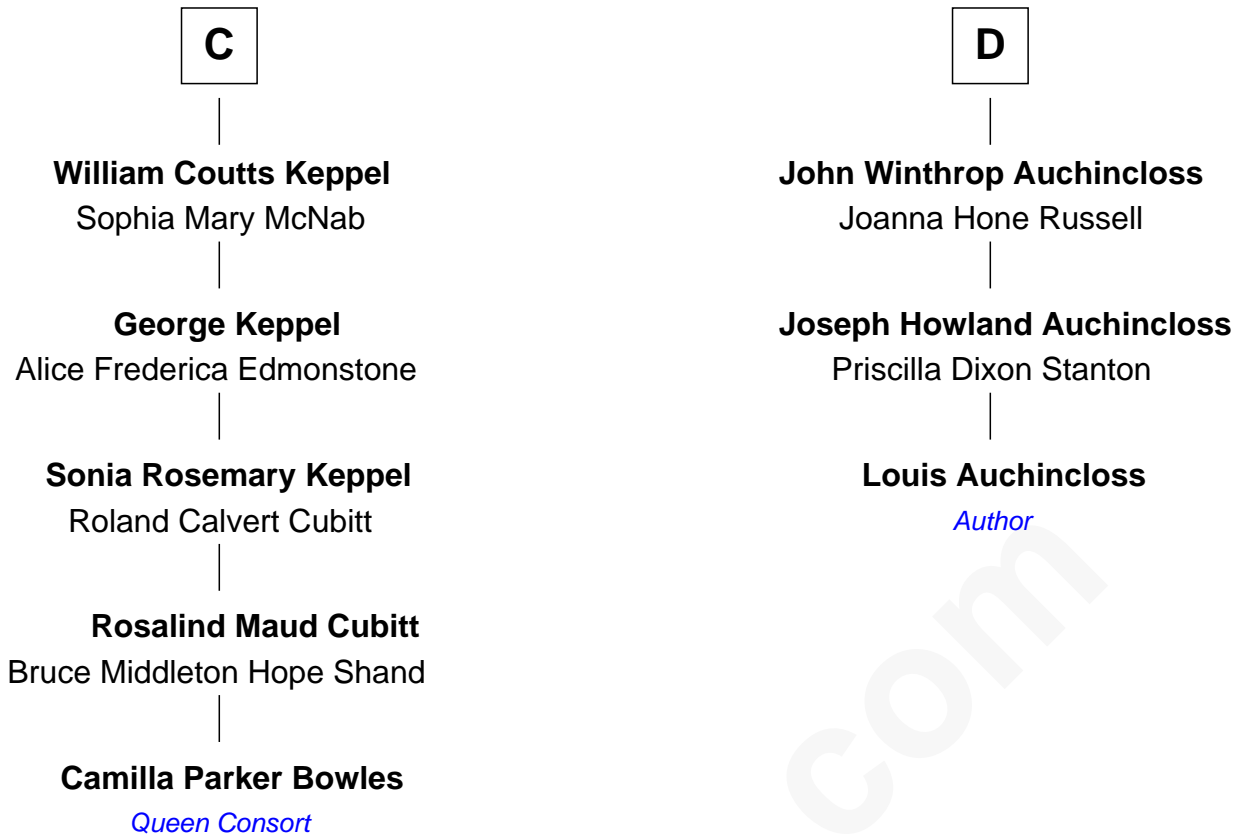 C
William Coutts Keppel
Sophia Mary McNab
George Keppel
Alice Frederica Edmonstone
Sonia Rosemary Keppel
Roland Calvert Cubitt
Rosalind Maud Cubitt
Bruce Middleton Hope Shand
Camilla Parker Bowles
Queen Consort
D
John Winthrop Auchincloss
Joanna Hone Russell
Joseph Howland Auchincloss
Priscilla Dixon Stanton
Louis Auchincloss
Author
com